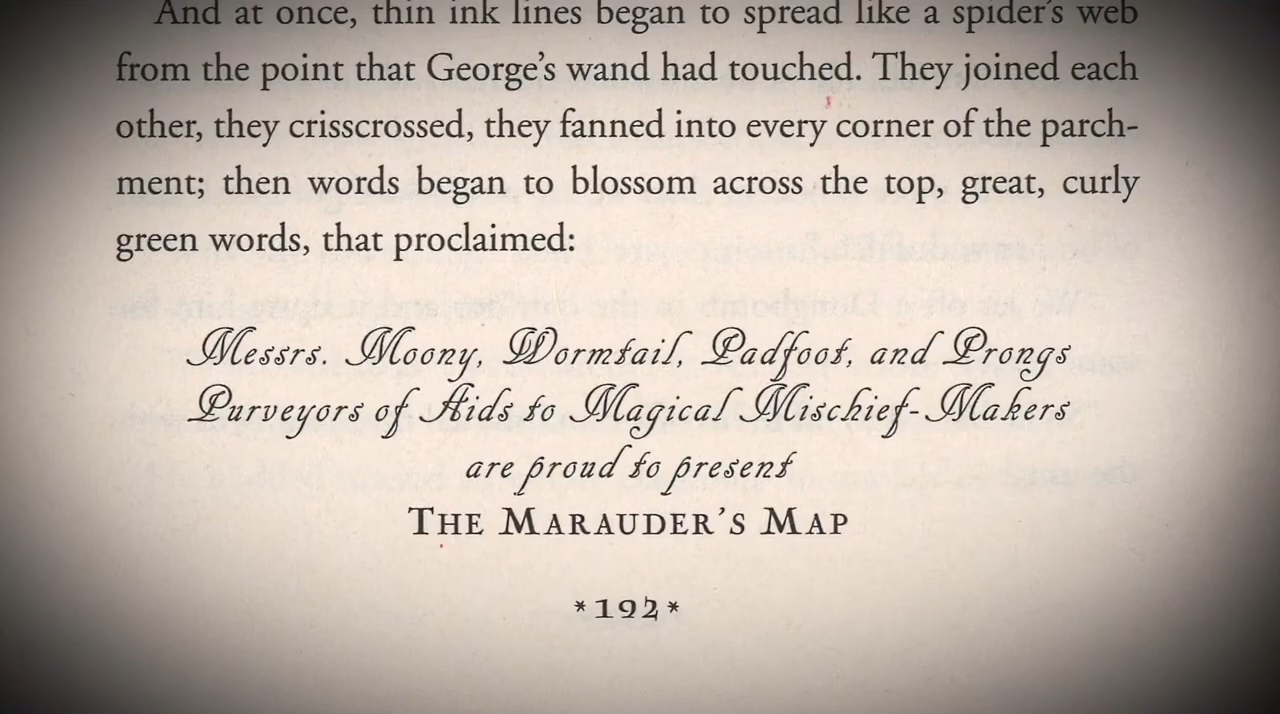 And at once, thin ink lines began to spread like a spider's web
from the point that George's wand had touched. They joined each
other, they crisscrossed, they fanned into every corner of the parch-
ment; then words began to blossom across the top, great, curly
green words, that proclaimed:
Messrs. Moony, Wormtail, Padfoot, and Prongs
Purveyors of Aids to Magical Mischief-Makers
are proud to present
THE MARAUDER'S MAP
*192*